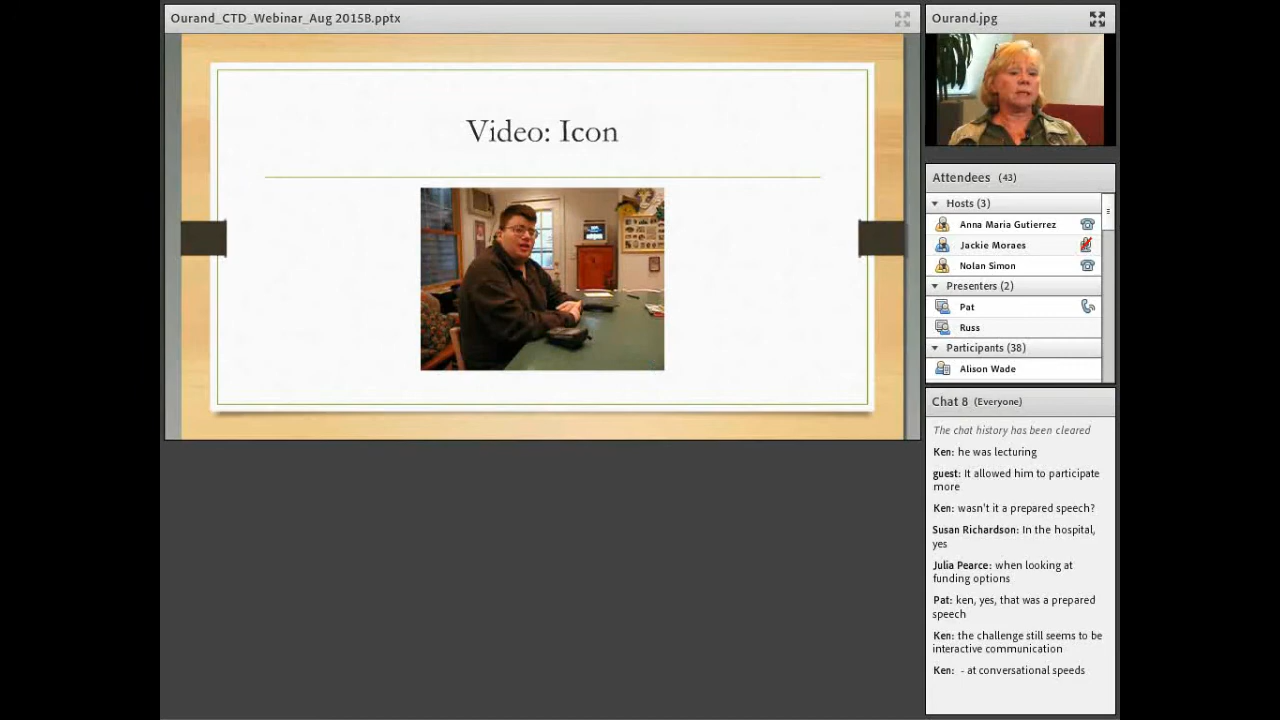 Ourand_CTD_Webinar_Aug 2015B.pptx
Video: Icon
Ourand.jpg
Attendees (43)
Hosts (3)
Anna Maria Gutierrez
Jackie Moraes
Nolan Simon
Presenters (2)
Pat
Russ
Participants (38)
Alison Wade
Chat 8 (Everyone)
The chat history has been cleared
Ken: he was lecturing
guest: It allowed him to participate
more
Ken: wasn't it a prepared speech?
Susan Richardson: In the hospital,
yes
Julia Pearce: when looking at
funding options
Pat: ken, yes, that was a prepared
speech
Ken: the challenge still seems to be
interactive communication
Ken: - at conversational speeds